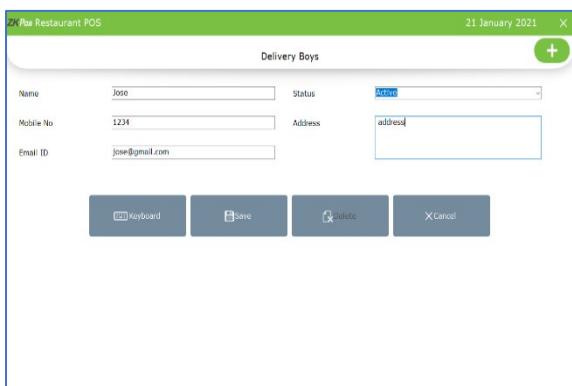 ZKPos Restaurant POS 21 January 2021 X
Delivery Boys +
Name Jose Status Active
Mobile No 1234 Address address
Email ID jose@gmail.com
Keyboard Save Delete X Cancel